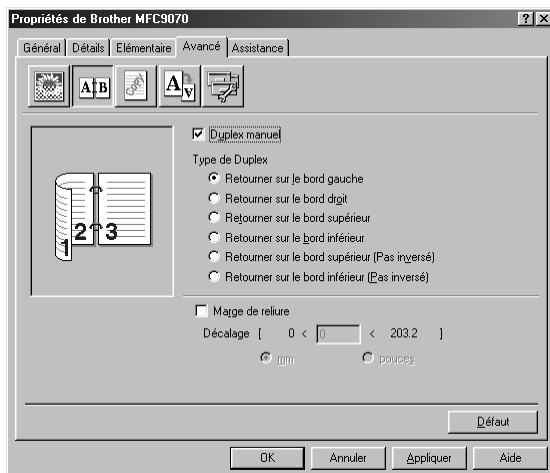 Propriétés de Brother MFC9070
Général Détails Elémentaire Avancé Assistance
A B
A
V
Duplex manuel
Type de Duplex
Retourner sur le bord gauche
Retourner sur le bord droit
Retourner sur le bord supérieur
Retourner sur le bord inférieur
Retourner sur le bord supérieur (Pas inversé)
Retourner sur le bord inférieur (Pas inversé)
1 2 3
Marge de reliure
Décalage [ 0 < 0 < 203.2 ]
mm pouces
Défaut
OK Annuler Appliquer Aide